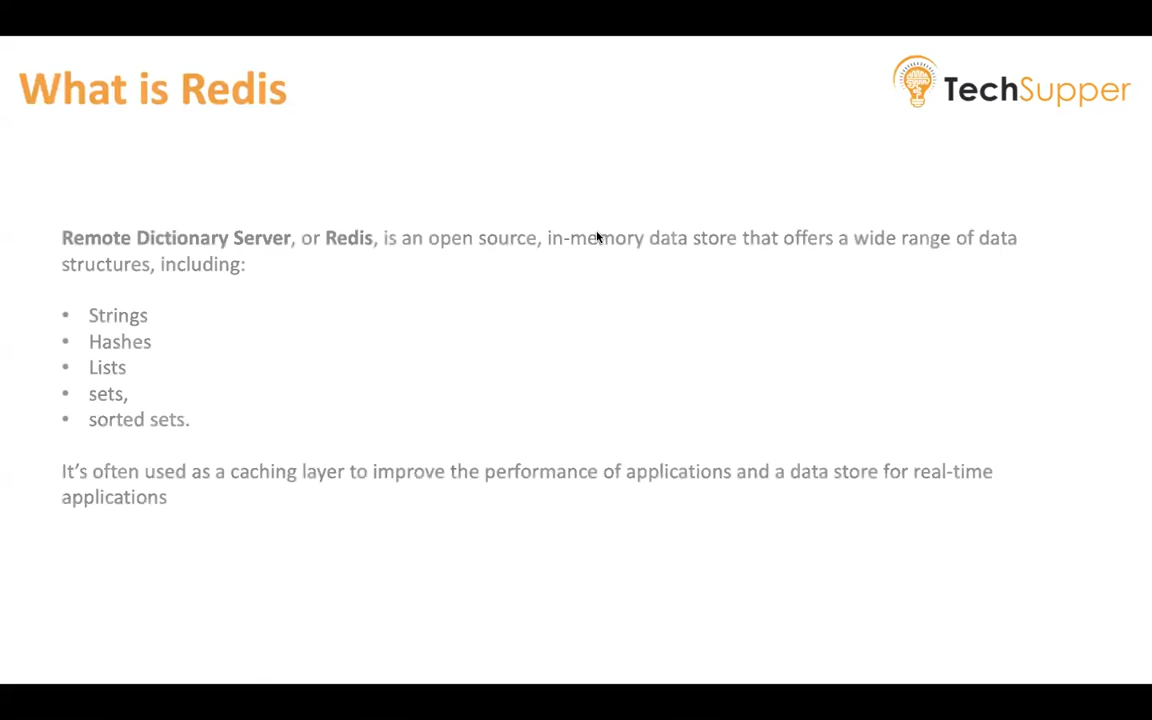 What is Redis
TechSupper
Remote Dictionary Server, or Redis, is an open source, in-memory data store that offers a wide range of data
structures, including:
• Strings
• Hashes
• Lists
• sets,
• sorted sets.
It’s often used as a caching layer to improve the performance of applications and a data store for real-time
applications